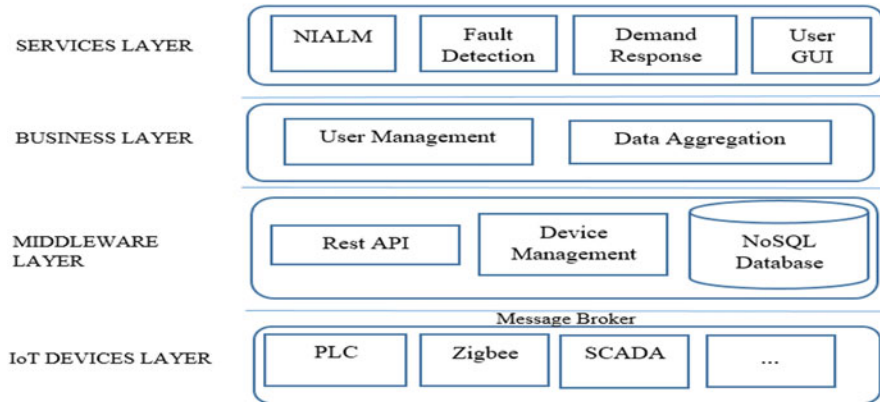 SERVICES LAYER
NIALM
Fault
Detection
Demand
Response
User
GUI
BUSINESS LAYER
User Management
Data Aggregation
MIDDLEWARE
LAYER
Rest API
Device
Management
NoSQL
Database
Message Broker
IoT DEVICES LAYER
PLC
Zigbee
SCADA
...